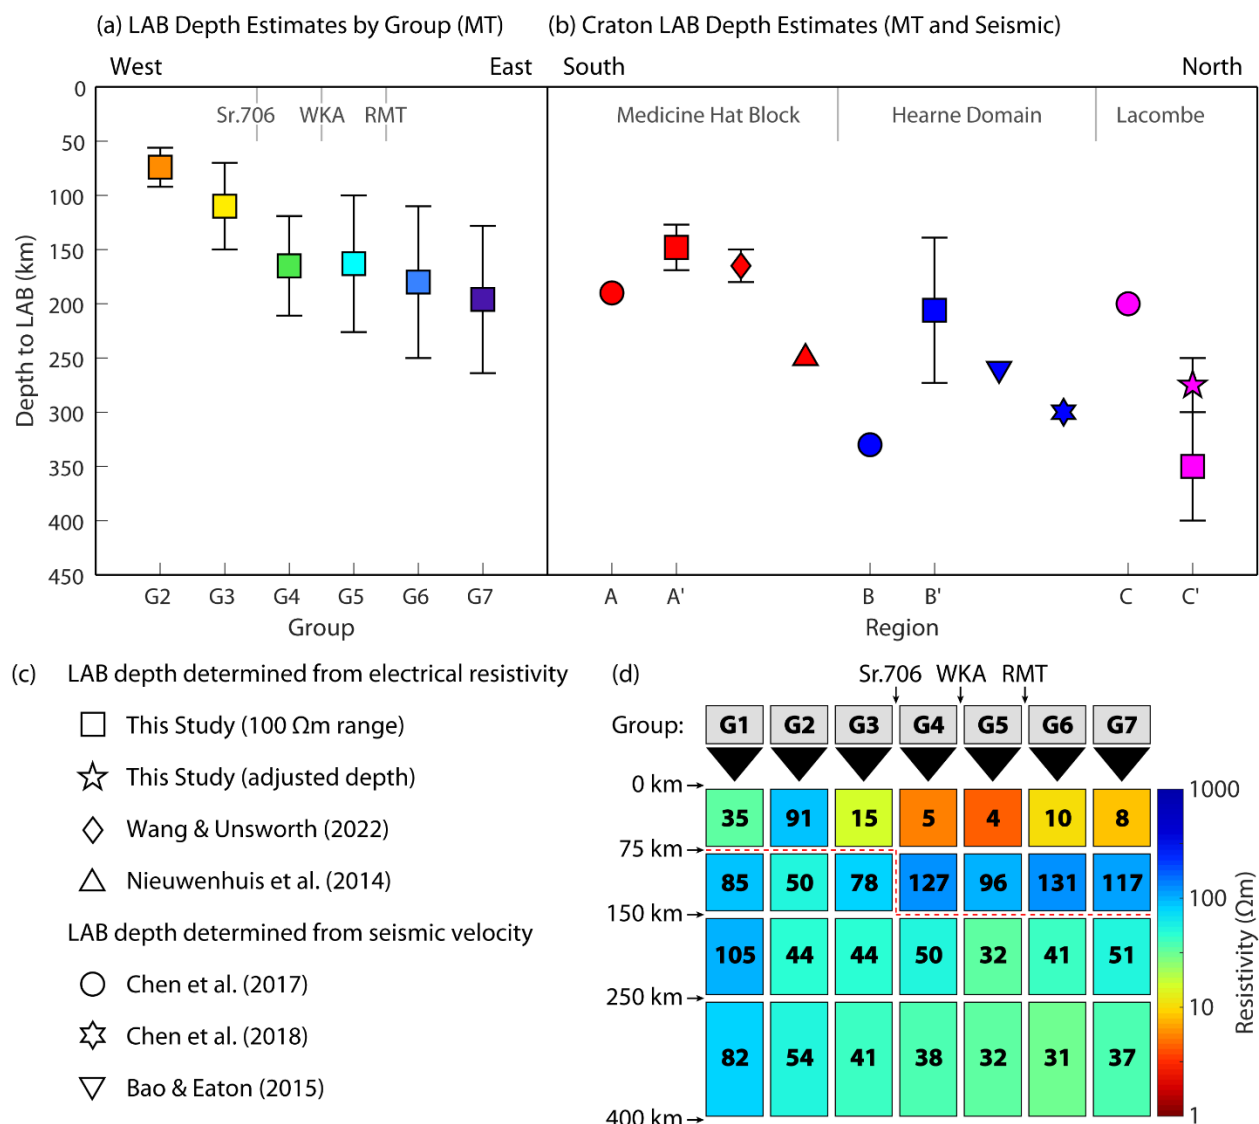 (a) LAB Depth Estimates by Group (MT)
(b) Craton LAB Depth Estimates (MT and Seismic)
West
East
South
North
Sr.706
WKA
RMT
Medicine Hat Block
Hearne Domain
Lacombe
Depth to LAB (km)
0
50
100
150
200
250
300
350
400
450
G2
G3
G4
G5
G6
G7
Group
A
A'
B
B'
C
C'
Region
(c)
LAB depth determined from electrical resistivity
This Study (100 Ωm range)
This Study (adjusted depth)
Wang & Unsworth (2022)
Nieuwenhuis et al. (2014)
LAB depth determined from seismic velocity
Chen et al. (2017)
Chen et al. (2018)
Bao & Eaton (2015)
(d)
Sr.706 WKA RMT
Group: G1 G2 G3 G4 G5 G6 G7
0 km
35 91 15 5 4 10 8
75 km
85 50 78 127 96 131 117
150 km
105 44 44 50 32 41 51
250 km
82 54 41 38 32 31 37
400 km
1000
100
10
1
Resistivity (Ωm)